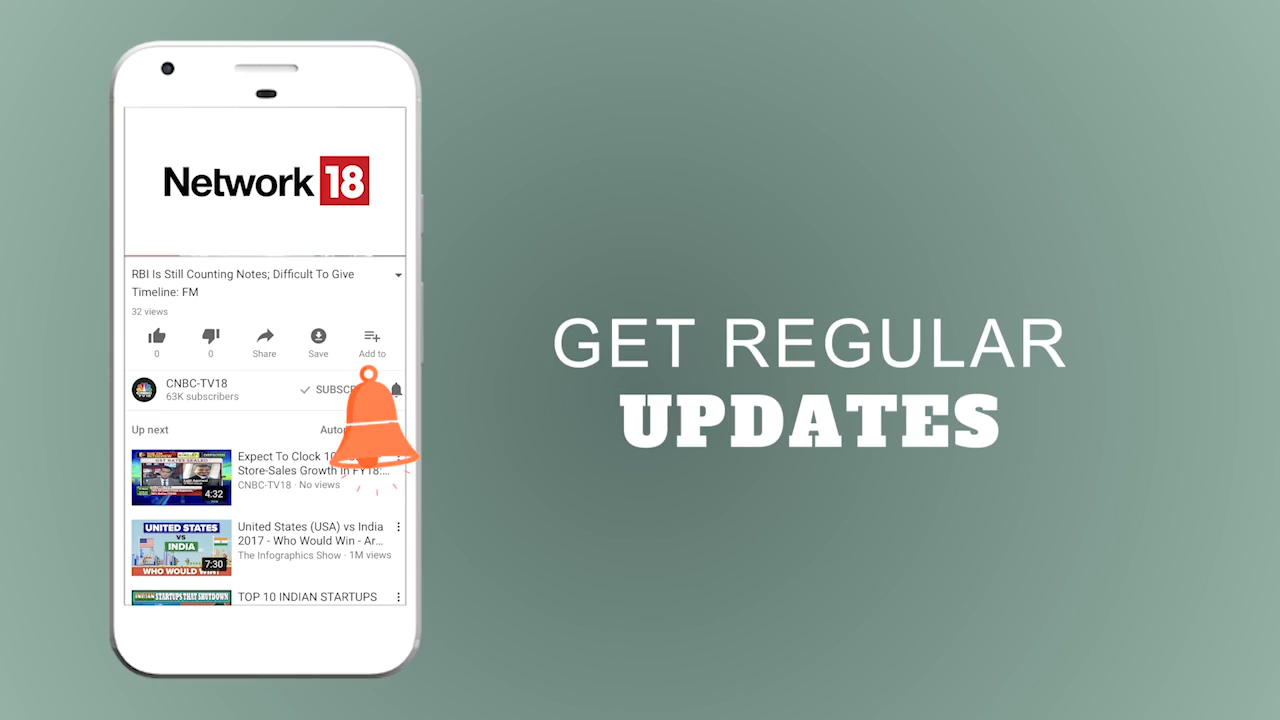 Network 18
RBI Is Still Counting Notes; Difficult To Give
Timeline: FM
32 views
0
0
Share
Save
Add to
CNBC-TV18
63K subscribers
Up next
Expect To Clock
Store-Sales Growth In FY18:...
CNBC-TV18 · No views
4:32
UNITED STATES
VS
INDIA
WHO WOULD WIN?
7:30
United States (USA) vs India
2017 - Who Would Win - Ar...
The Infographics Show · 1M views
INDIAN STARTUPS THAT SHUTDOWN
TOP 10 INDIAN STARTUPS
GET REGULAR
UPDATES